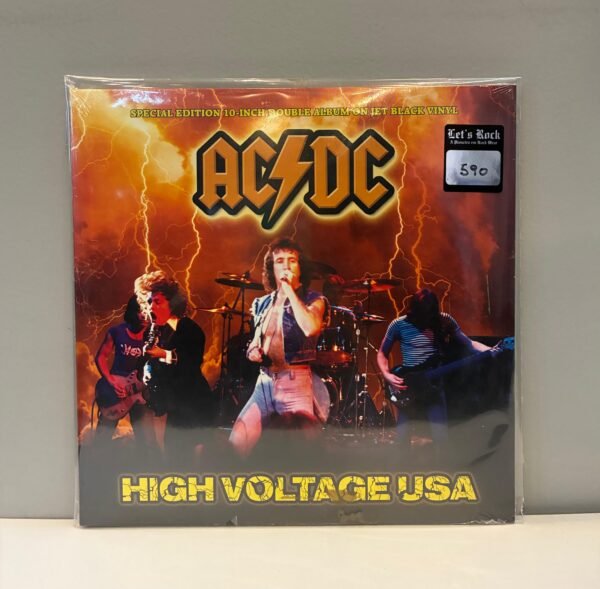 SPECIAL EDITION 10-INCH DOUBLE ALBUM ON JET BLACK VINYL
AC⚡DC
Let's Rock
590
HIGH VOLTAGE USA